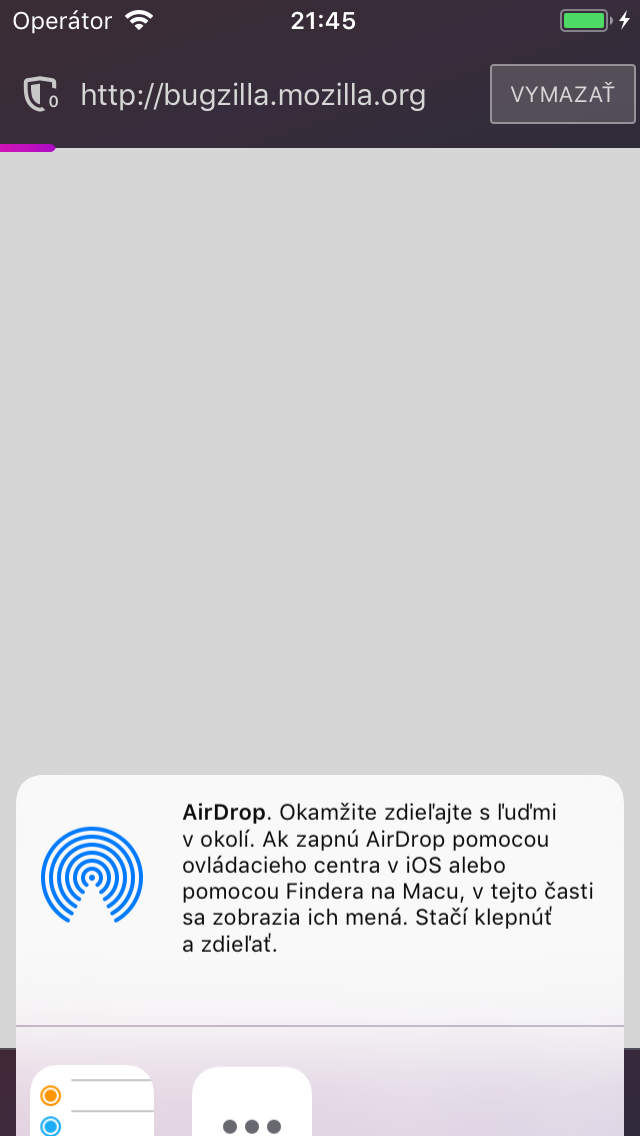 Operátor 21:45
0 http://bugzilla.mozilla.org VYMAZAŤ
AirDrop. Okamžite zdieľajte s ľuďmi
v okolí. Ak zapnú AirDrop pomocou
ovládacieho centra v iOS alebo
pomocou Findera na Macu, v tejto časti
sa zobrazia ich mená. Stačí klepnúť
a zdieľať.